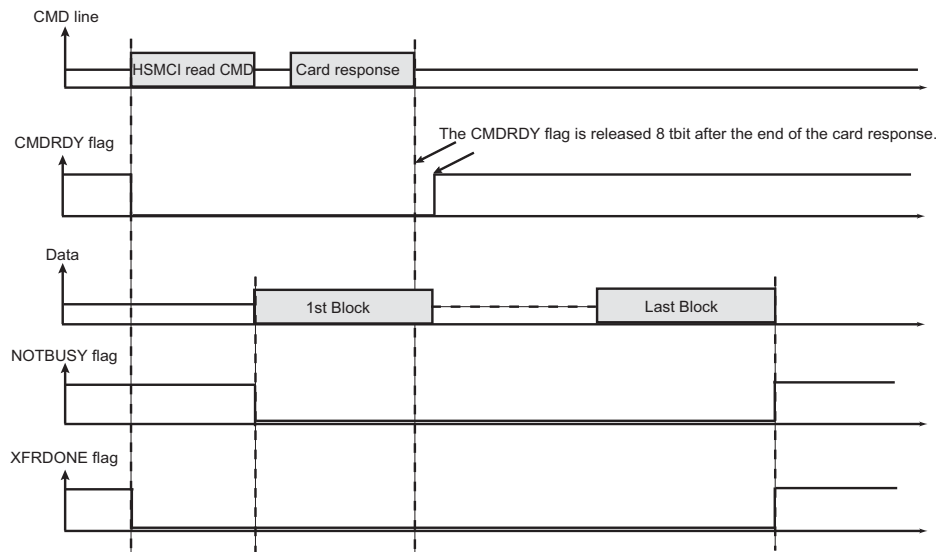 CMD line
HSMCI read CMD
Card response
The CMDRDY flag is released 8 tbit after the end of the card response.
CMDRDY flag
Data
1st Block
Last Block
NOTBUSY flag
XFRDONE flag